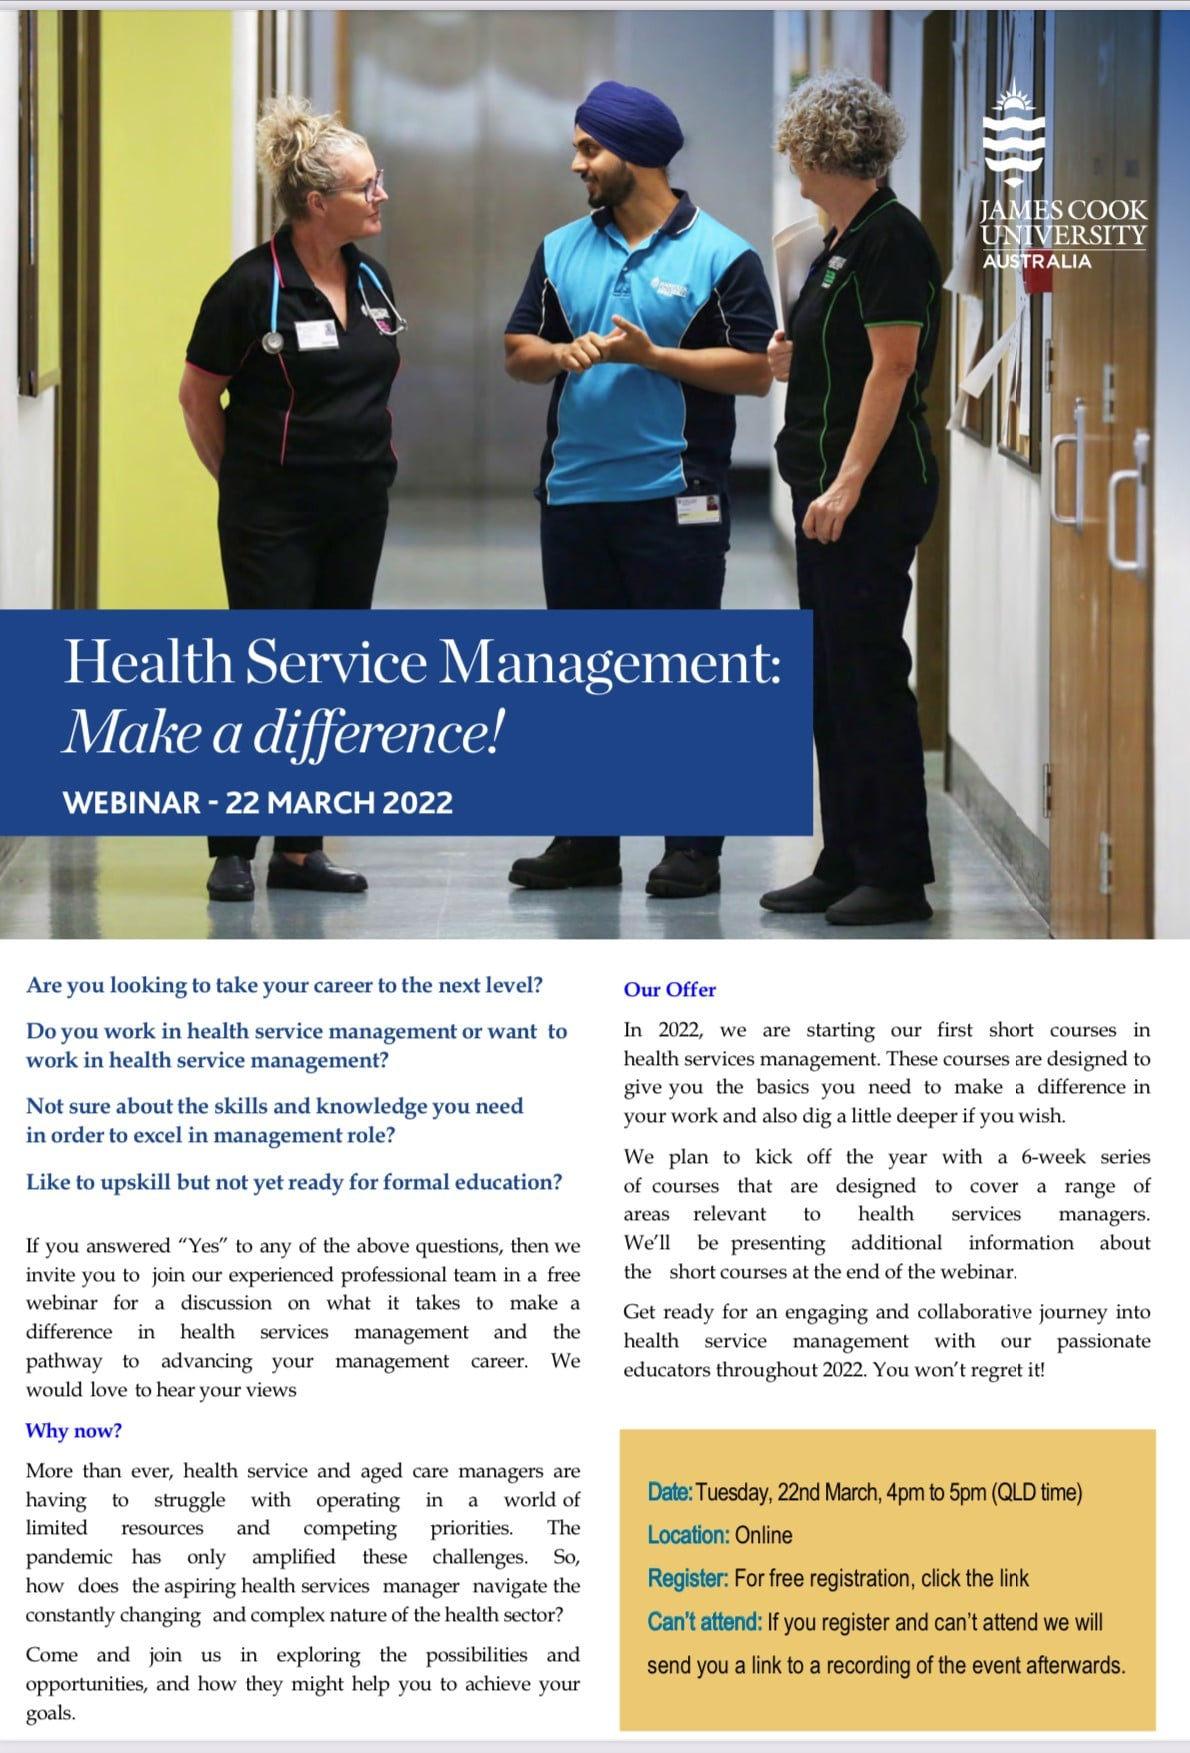 JAMES COOK
UNIVERSITY
AUSTRALIA
Health Service Management:
Make a difference!
WEBINAR - 22 MARCH 2022
Are you looking to take your career to the next level?
Do you work in health service management or want to
work in health service management?
Not sure about the skills and knowledge you need
in order to excel in management role?
Like to upskill but not yet ready for formal education?
If you answered “Yes” to any of the above questions, then we
invite you to join our experienced professional team in a free
webinar for a discussion on what it takes to make a
difference in health services management and the
pathway to advancing your management career. We
would love to hear your views
Why now?
More than ever, health service and aged care managers are
having to struggle with operating in a world of
limited resources and competing priorities. The
pandemic has only amplified these challenges. So,
how does the aspiring health services manager navigate the
constantly changing and complex nature of the health sector?
Come and join us in exploring the possibilities and
opportunities, and how they might help you to achieve your
goals.
Our Offer
In 2022, we are starting our first short courses in
health services management. These courses are designed to
give you the basics you need to make a difference in
your work and also dig a little deeper if you wish.
We plan to kick off the year with a 6-week series
of courses that are designed to cover a range of
areas relevant to health services managers.
We’ll be presenting additional information about
the short courses at the end of the webinar.
Get ready for an engaging and collaborative journey into
health service management with our passionate
educators throughout 2022. You won’t regret it!
Date: Tuesday, 22nd March, 4pm to 5pm (QLD time)
Location: Online
Register: For free registration, click the link
Can’t attend: If you register and can’t attend we will
send you a link to a recording of the event afterwards.